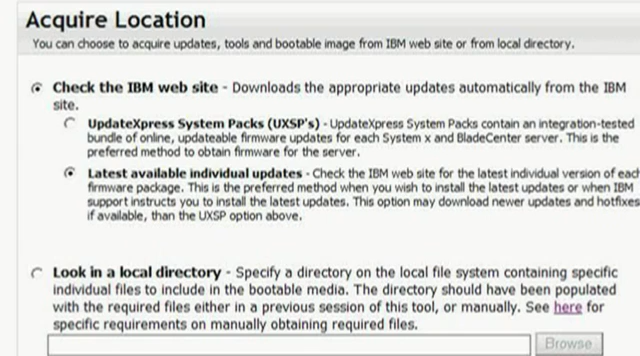 Acquire Location
You can choose to acquire updates, tools and bootable image from IBM web site or from local directory.
Check the IBM web site - Downloads the appropriate updates automatically from the IBM
site.
UpdateXpress System Packs (UXSP's) - UpdateXpress System Packs contain an integration-tested
bundle of online, updateable firmware updates for each System x and BladeCenter server. This is the
preferred method to obtain firmware for the server.
Latest available individual updates - Check the IBM web site for the latest individual version of each
firmware package. This is the preferred method when you wish to install the latest updates or when IBM
support instructs you to install the latest updates. This option may download newer updates and hotfixes
if available, than the UXSP option above.
Look in a local directory - Specify a directory on the local file system containing specific
individual files to include in the bootable media. The directory should have been populated
with the required files either in a previous session of this tool, or manually. See here for
specific requirements on manually obtaining required files.
Browse